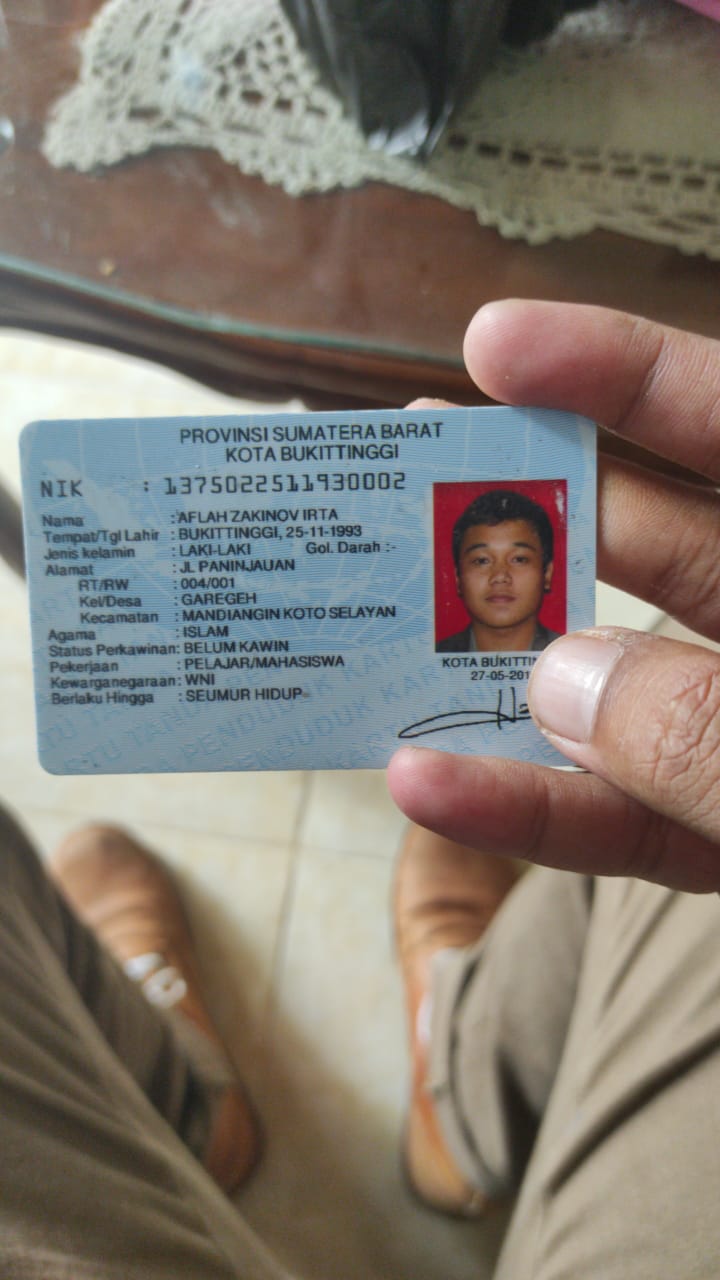 PROVINSI SUMATERA BARAT
KOTA BUKITTINGGI
NIK : 1375022511930002
Nama : AFLAH ZAKINOV IRTA
Tempat/Tgl Lahir : BUKITTINGGI, 25-11-1993
Jenis kelamin : LAKI-LAKI Gol. Darah :-
Alamat : JL PANINJAUAN
RT/RW : 004/001
Kel/Desa : GAREGEH
Kecamatan : MANDIANGIN KOTO SELAYAN
Agama : ISLAM
Status Perkawinan: BELUM KAWIN
Pekerjaan : PELAJAR/MAHASISWA
Kewarganegaraan: WNI
Berlaku Hingga : SEUMUR HIDUP
KOTA BUKITTIN
27-05-201